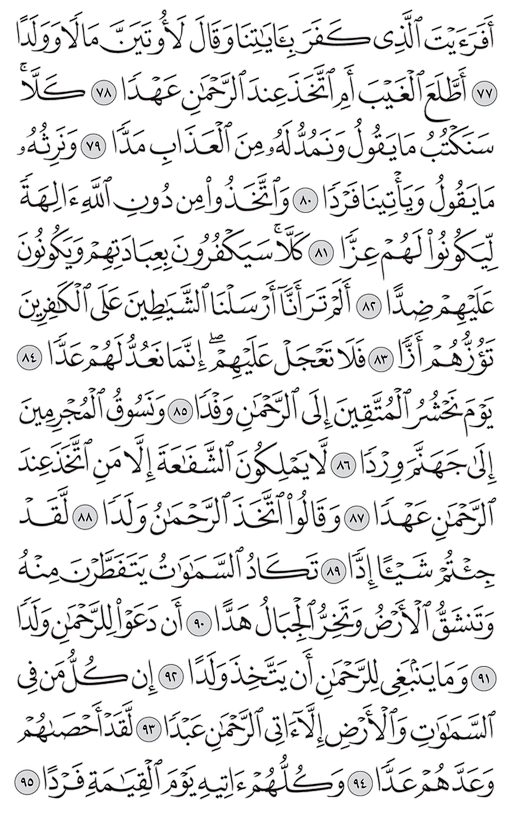 أَفَرَءَيْتَ ٱلَّذِى كَفَرَ بِـَٔايَـٰتِنَا وَقَالَ لَأُوتَيَنَّ مَالًا وَوَلَدًا
٧٧ أَطَّلَعَ ٱلْغَيْبَ أَمِ ٱتَّخَذَ عِندَ ٱلرَّحْمَـٰنِ عَهْدًا ٧٨ كَلَّا ۚ
سَنَكْتُبُ مَا يَقُولُ وَنَمُدُّ لَهُۥ مِنَ ٱلْعَذَابِ مَدًّا ٧٩ وَنَرِثُهُۥ
مَا يَقُولُ وَيَأْتِينَا فَرْدًا ٨٠ وَٱتَّخَذُوا۟ مِن دُونِ ٱللَّهِ ءَالِهَةً
لِّيَكُونُوا۟ لَهُمْ عِزًّا ٨١ كَلَّا ۚ سَيَكْفُرُونَ بِعِبَادَتِهِمْ وَيَكُونُونَ
عَلَيْهِمْ ضِدًّا ٨٢ أَلَمْ تَرَ أَنَّآ أَرْسَلْنَا ٱلشَّيَـٰطِينَ عَلَى ٱلْكَـٰفِرِينَ
تَؤُزُّهُمْ أَزًّا ٨٣ فَلَا تَعْجَلْ عَلَيْهِمْ ۖ إِنَّمَا نَعُدُّ لَهُمْ عَدًّا ٨٤
يَوْمَ نَحْشُرُ ٱلْمُتَّقِينَ إِلَى ٱلرَّحْمَـٰنِ وَفْدًا ٨٥ وَنَسُوقُ ٱلْمُجْرِمِينَ
إِلَىٰ جَهَنَّمَ وِرْدًا ٨٦ لَّا يَمْلِكُونَ ٱلشَّفَـٰعَةَ إِلَّا مَنِ ٱتَّخَذَ عِندَ
ٱلرَّحْمَـٰنِ عَهْدًا ٨٧ وَقَالُوا۟ ٱتَّخَذَ ٱلرَّحْمَـٰنُ وَلَدًا ٨٨ لَّقَدْ
جِئْتُمْ شَيْـًٔا إِدًّا ٨٩ تَكَادُ ٱلسَّمَـٰوَٰتُ يَتَفَطَّرْنَ مِنْهُ
وَتَنشَقُّ ٱلْأَرْضُ وَتَخِرُّ ٱلْجِبَالُ هَدًّا ٩٠ أَن دَعَوْا۟ لِلرَّحْمَـٰنِ وَلَدًا
٩١ وَمَا يَنۢبَغِى لِلرَّحْمَـٰنِ أَن يَتَّخِذَ وَلَدًا ٩٢ إِن كُلُّ مَن فِى
ٱلسَّمَـٰوَٰتِ وَٱلْأَرْضِ إِلَّآ ءَاتِى ٱلرَّحْمَـٰنِ عَبْدًا ٩٣ لَّقَدْ أَحْصَىٰهُمْ
وَعَدَّهُمْ عَدًّا ٩٤ وَكُلُّهُمْ ءَاتِيهِ يَوْمَ ٱلْقِيَـٰمَةِ فَرْدًا ٩٥